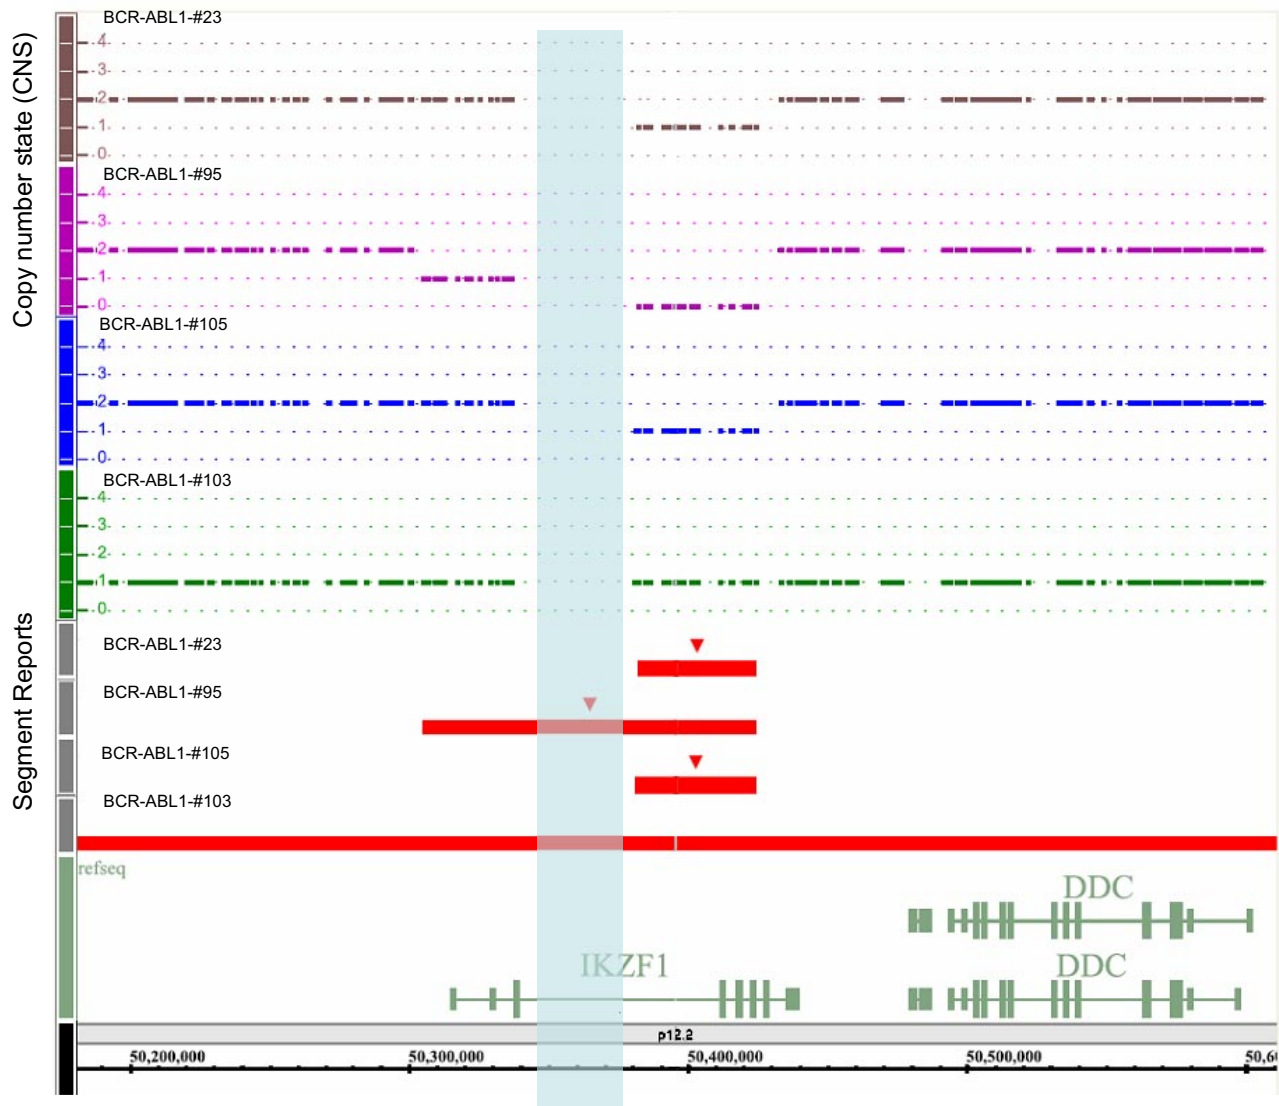 Copy number state (CNS)
BCR-ABL1-#23
4
3
2
1
0
BCR-ABL1-#95
4
3
2
1
0
BCR-ABL1-#105
4
3
2
1
0
BCR-ABL1-#103
4
3
2
1
0
Segment Reports
BCR-ABL1-#23
BCR-ABL1-#95
BCR-ABL1-#105
BCR-ABL1-#103
refseq
DDC
IKZF1 DDC
p12.2
50,200,000 50,300,000 50,400,000 50,500,000 50,6